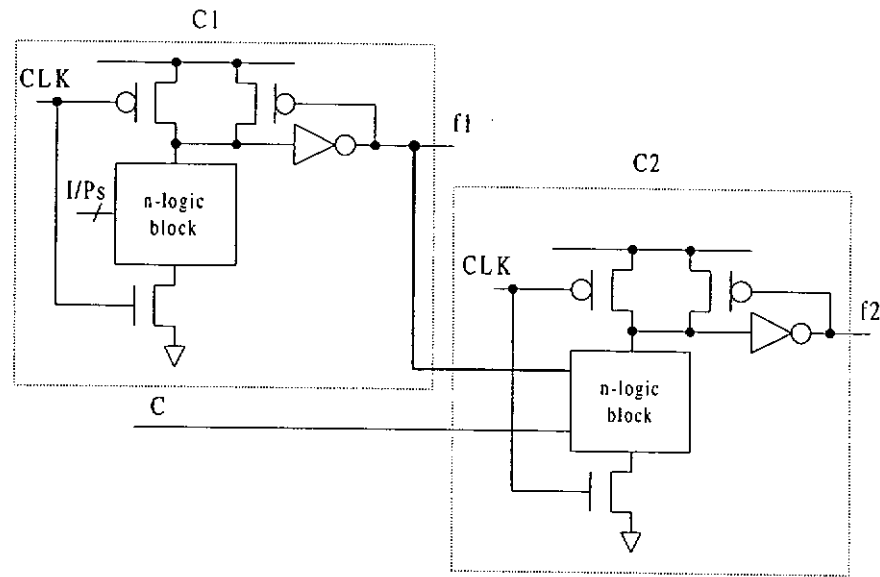 C1
CLK
f1
I/Ps
n-logic
block
C2
CLK
f2
n-logic
block
C